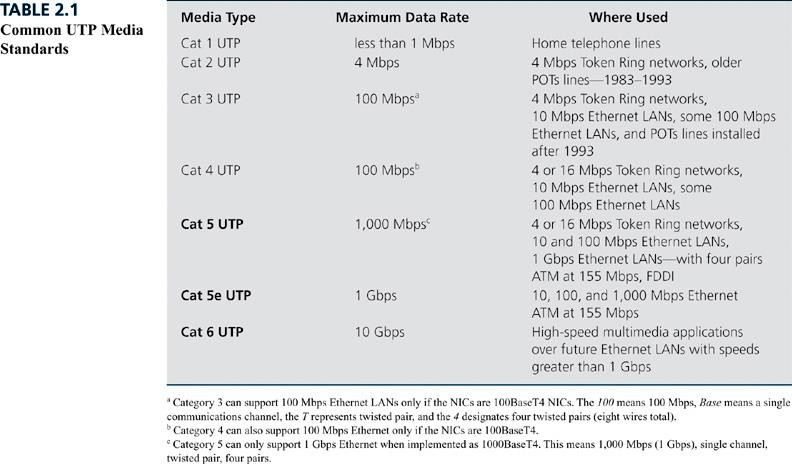 TABLE 2.1
Common UTP Media
Standards
Media Type Maximum Data Rate Where Used
Cat 1 UTP less than 1 Mbps Home telephone lines
Cat 2 UTP 4 Mbps 4 Mbps Token Ring networks, older
POTs lines—1983–1993
Cat 3 UTP 100 Mbpsa 4 Mbps Token Ring networks,
10 Mbps Ethernet LANs, some 100 Mbps
Ethernet LANs, and POTs lines installed
after 1993
Cat 4 UTP 100 Mbpsb 4 or 16 Mbps Token Ring networks,
10 Mbps Ethernet LANs, some
100 Mbps Ethernet LANs
Cat 5 UTP 1,000 Mbpsc 4 or 16 Mbps Token Ring networks,
10 and 100 Mbps Ethernet LANs,
1 Gbps Ethernet LANs—with four pairs
ATM at 155 Mbps, FDDI
Cat 5e UTP 1 Gbps 10, 100, and 1,000 Mbps Ethernet
ATM at 155 Mbps
Cat 6 UTP 10 Gbps High-speed multimedia applications
over future Ethernet LANs with speeds
greater than 1 Gbps
a Category 3 can support 100 Mbps Ethernet LANs only if the NICs are 100BaseT4 NICs. The 100 means 100 Mbps, Base means a single
communications channel, the T represents twisted pair, and the 4 designates four twisted pairs (eight wires total).
b Category 4 can also support 100 Mbps Ethernet only if the NICs are 100BaseT4.
c Category 5 can only support 1 Gbps Ethernet when implemented as 1000BaseT4. This means 1,000 Mbps (1 Gbps), single channel,
twisted pair, four pairs.